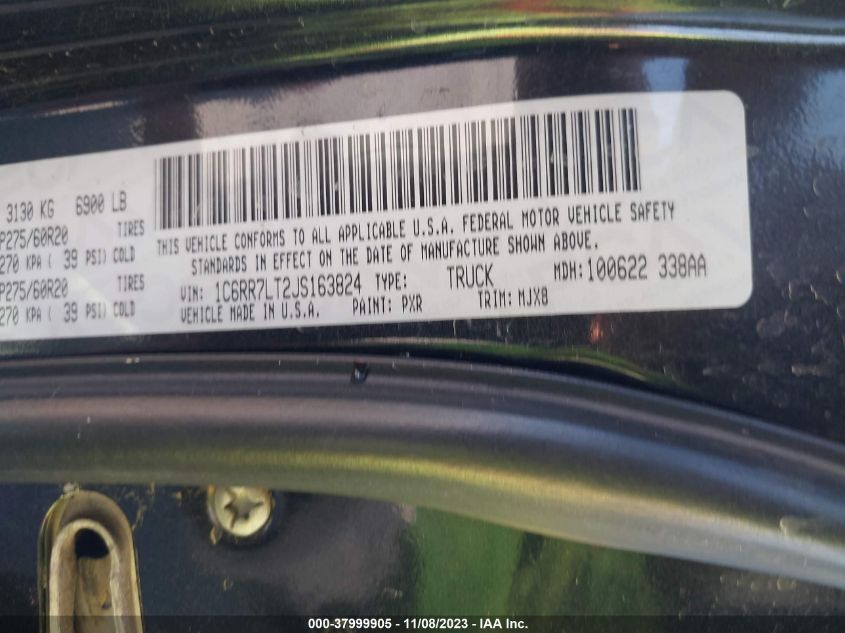 3130 KG 6900 LB
P275/60R20 TIRES
270 KPA ( 39 PSI) COLD
P275/60R20 TIRES
270 KPA ( 39 PSI) COLD
THIS VEHICLE CONFORMS TO ALL APPLICABLE U.S.A. FEDERAL MOTOR VEHICLE SAFETY
STANDARDS IN EFFECT ON THE DATE OF MANUFACTURE SHOWN ABOVE.
VIN: 1C6RR7LT2JS163824 TYPE: TRUCK MDH: 100622 338AA
VEHICLE MADE IN U.S.A. PAINT: PXR TRIM: MJX8
000-37999905 - 11/08/2023 - IAA Inc.